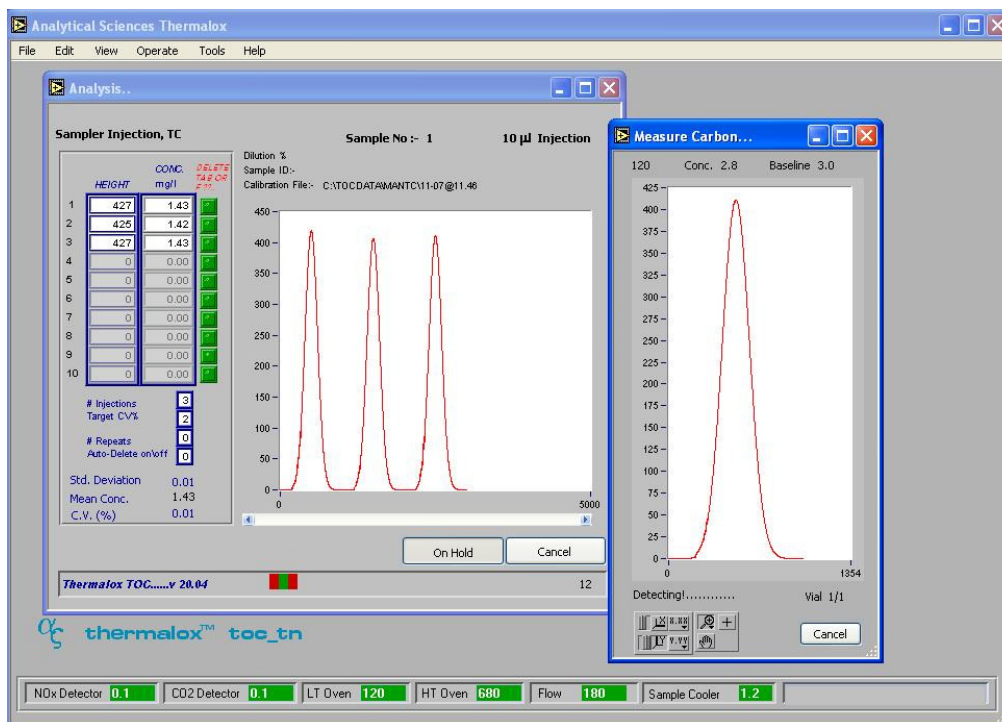 Analytical Sciences Thermalox
File Edit View Operate Tools Help
Analysis..
Sampler Injection, TC
Sample No :- 1
10 µl Injection
Dilution %
Sample ID:-
Calibration File:- C:\TOCDATA\MANTC\11-07@11.46
HEIGHT
CONC. mg/l
DELETE
1 427 1.43
2 425 1.42
3 427 1.43
4 0 0.00
5 0 0.00
6 0 0.00
7 0 0.00
8 0 0.00
9 0 0.00
10 0 0.00
# Injections 3
Target CV% 2
# Repeats 0
Auto-Delete on\off 0
Std. Deviation 0.01
Mean Conc. 1.43
C.V. (%) 0.01
450
400
350
300
250
200
150
100
50
0
0 5000
On Hold Cancel
Thermalox TOC......v 20.04 12
Measure Carbon...
120 Conc. 2.8 Baseline 3.0
425
400
375
350
325
300
275
250
225
200
175
150
125
100
75
50
25
0
0 1354
Detecting!............ Vial 1/1
X x.xx
Y y.yy
Cancel
thermalox™ toc_tn
NOx Detector 0.1 CO2 Detector 0.1 LT Oven 120 HT Oven 680 Flow 180 Sample Cooler 1.2